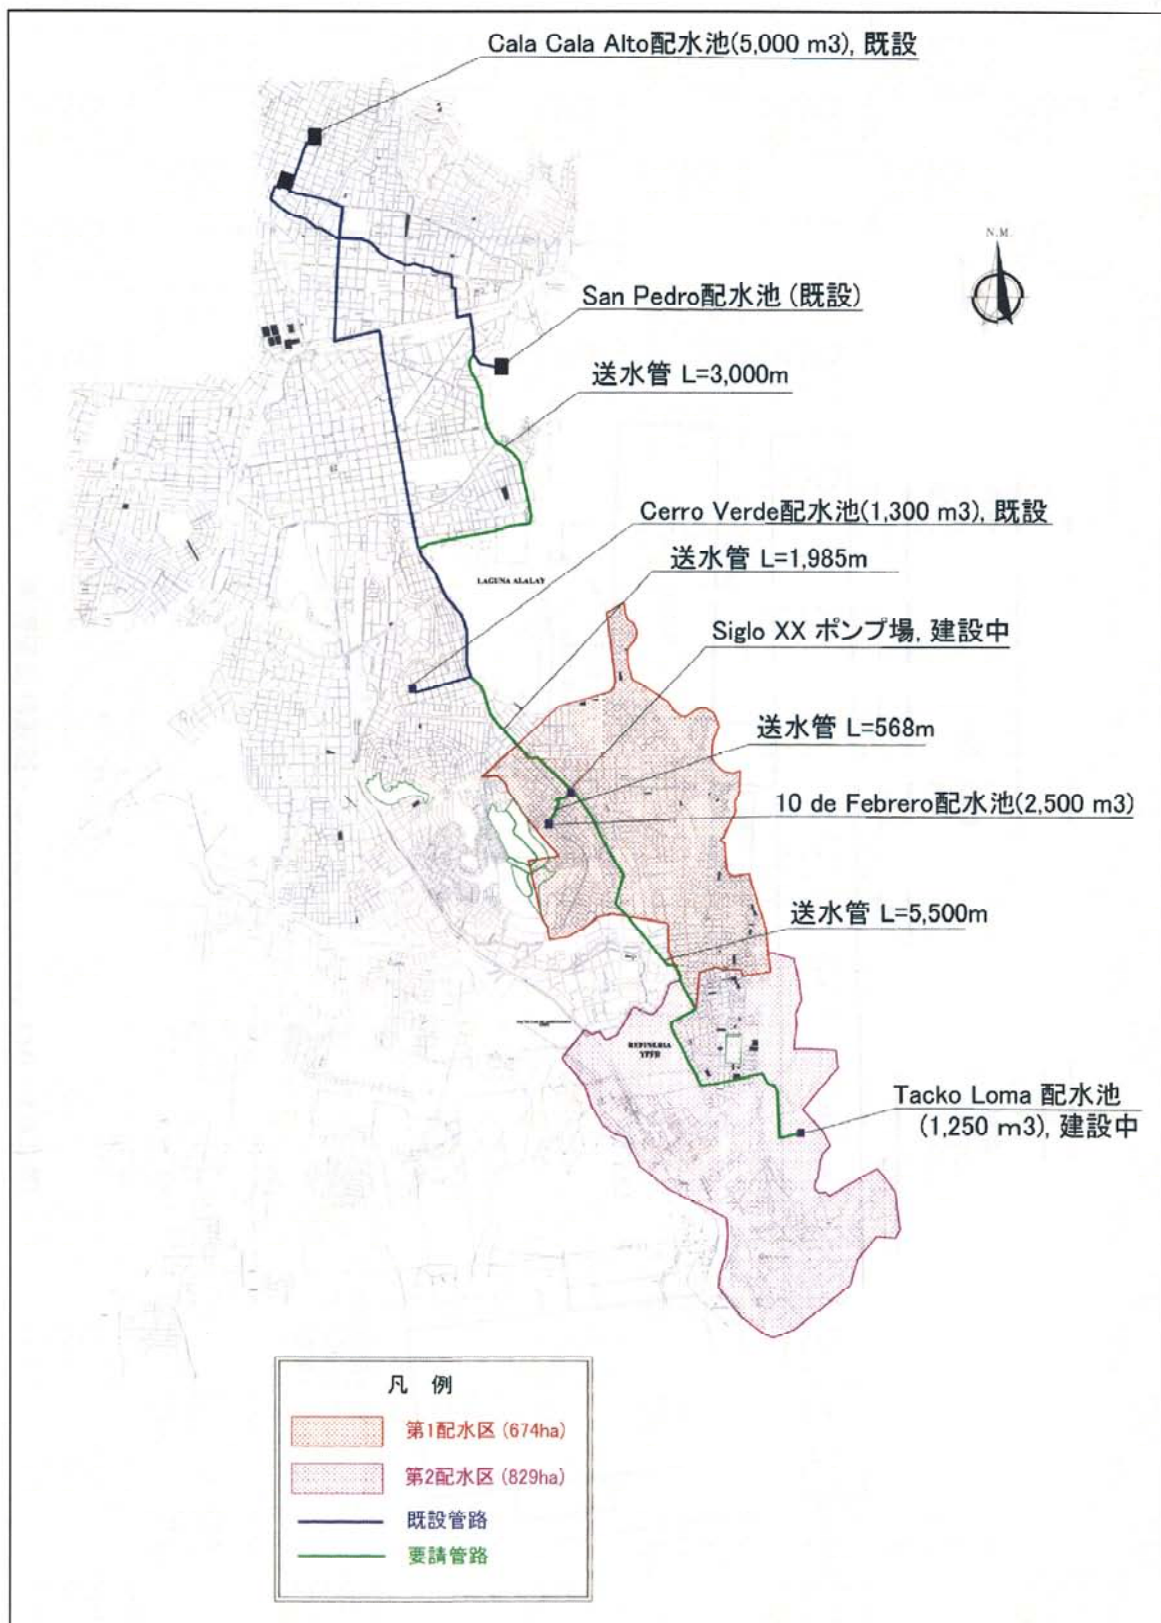 Cala Cala Alto配水池(5,000 m3), 既設
N.M.
San Pedro配水池 (既設)
送水管 L=3,000m
Cerro Verde配水池(1,300 m3), 既設
送水管 L=1,985m
LAGUNA ALALAY
Siglo XX ポンプ場, 建設中
送水管 L=568m
10 de Febrero配水池(2,500 m3)
送水管 L=5,500m
REFINERIA
YPFB
Tacko Loma 配水池
(1,250 m3), 建設中
凡 例
第1配水区 (674ha)
第2配水区 (829ha)
既設管路
要請管路